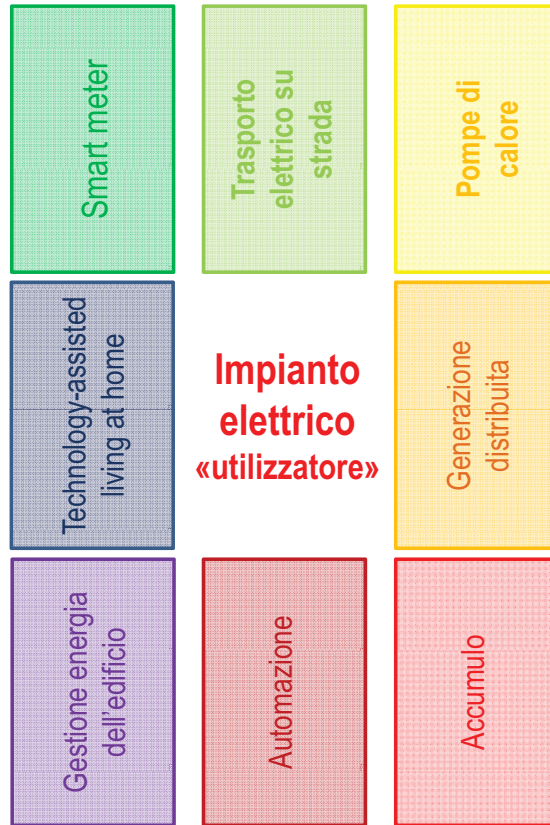 Smart meter
Trasporto
elettrico su
strada
Pompe di
calore
Technology-assisted
living at home
Impianto
elettrico
«utilizzatore»
Generazione
distribuita
Gestione energia
dell'edificio
Automazione
Accumulo